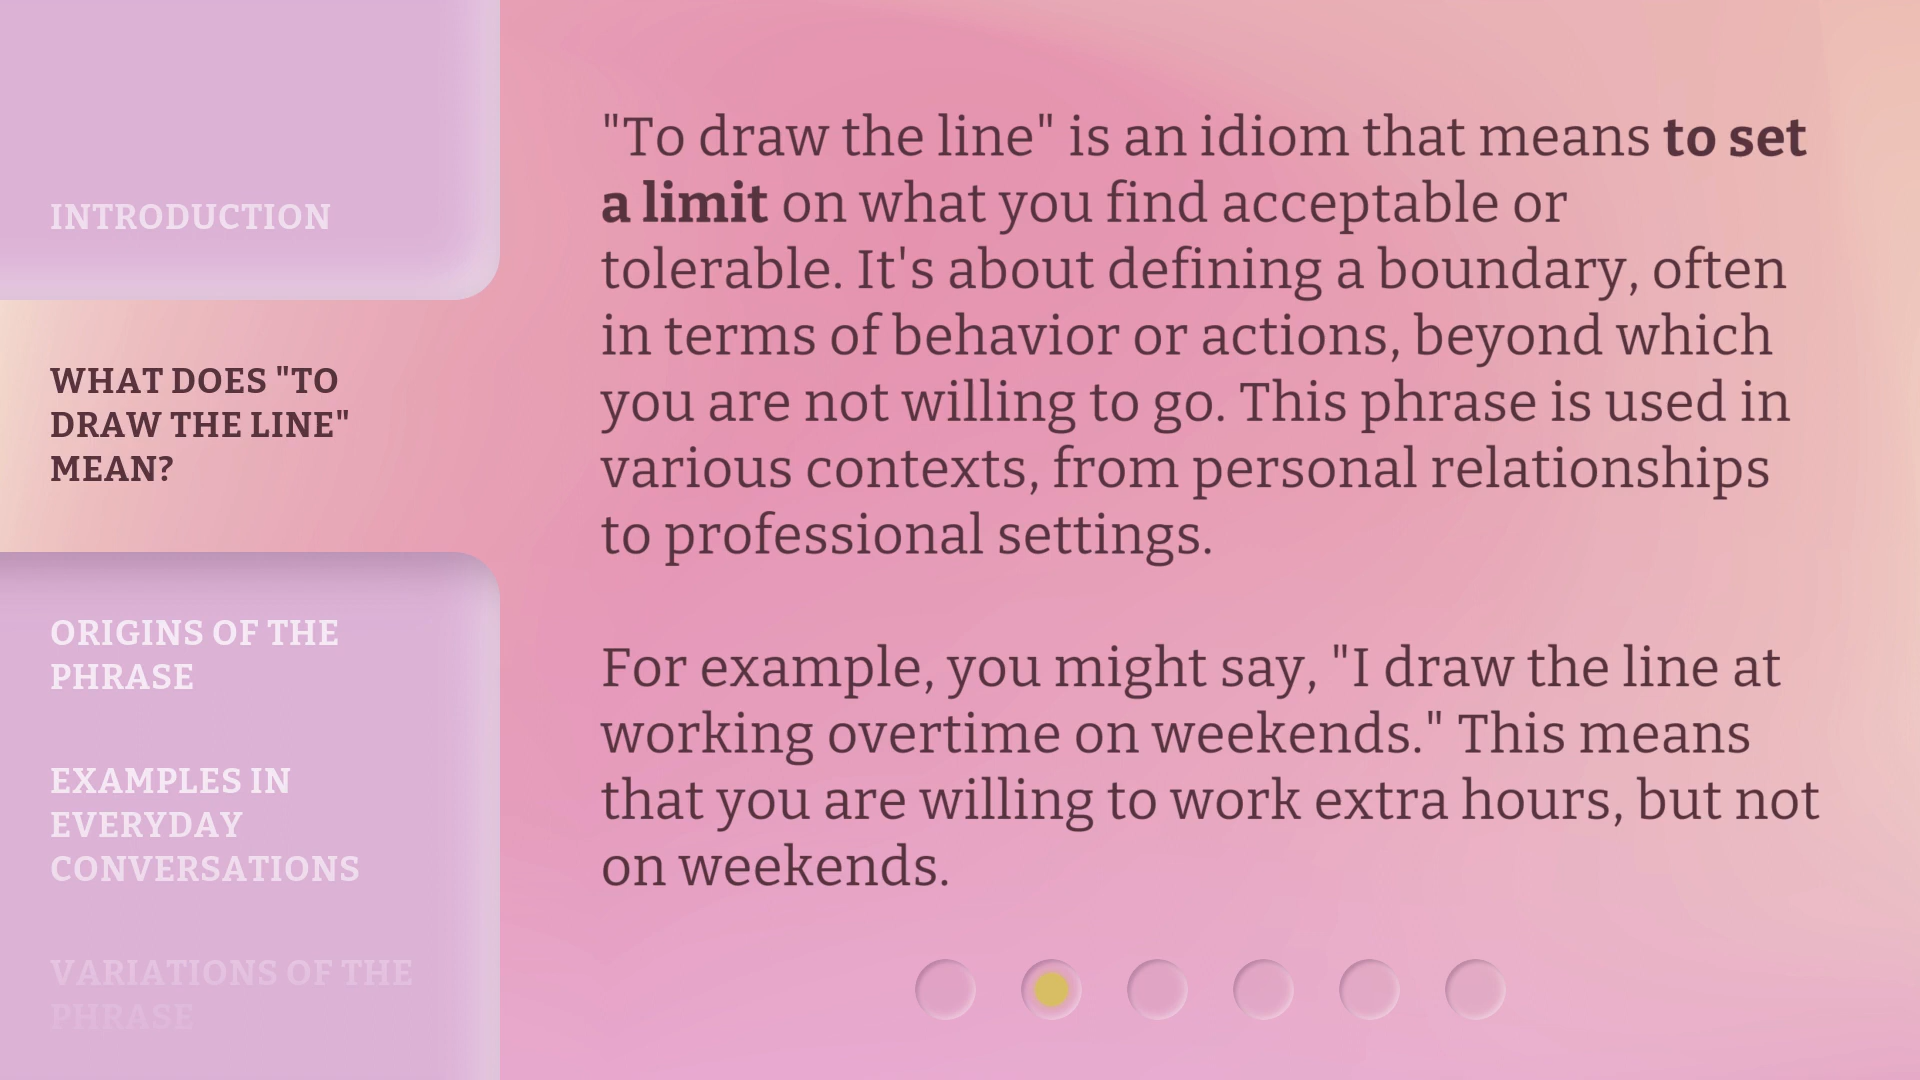 INTRODUCTION
WHAT DOES "TO
DRAW THE LINE"
MEAN?
ORIGINS OF THE
PHRASE
EXAMPLES IN
EVERYDAY
CONVERSATIONS
VARIATIONS OF THE
PHRASE
"To draw the line" is an idiom that means to set
a limit on what you find acceptable or
tolerable. It's about defining a boundary, often
in terms of behavior or actions, beyond which
you are not willing to go. This phrase is used in
various contexts, from personal relationships
to professional settings.
For example, you might say, "I draw the line at
working overtime on weekends." This means
that you are willing to work extra hours, but not
on weekends.